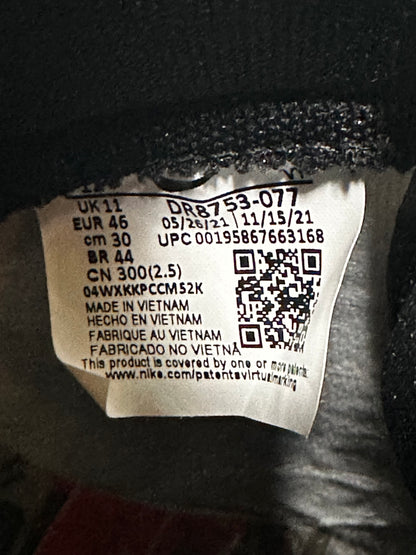 UK 11
EUR 46
cm 30
BR 44
CN 300(2.5)
04WXKKPCCM52K
DR8753-077
05/26/21 11/15/21
UPC 00195867663168
MADE IN VIETNAM
HECHO EN VIETNAM
FABRIQUE AU VIETNAM
FABRICADO NO VIETNÃ
This product is covered by one or more patents.
www.nike.com/patentsvirtualmarking